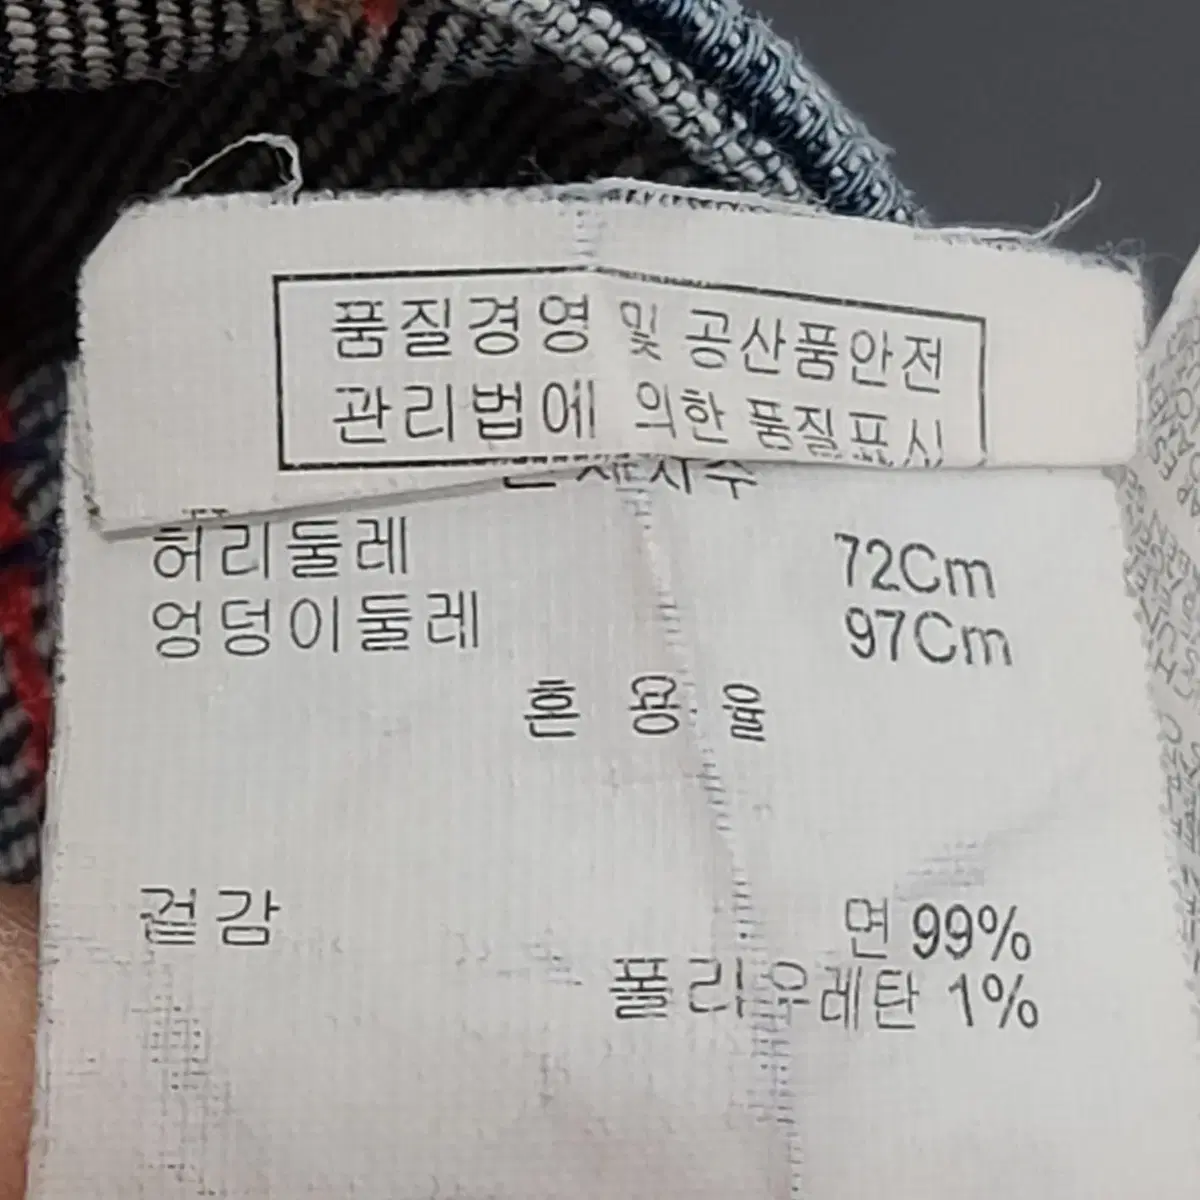 품질경영 및 공산품안전
관리법에 의한 품질표시
허리둘레 72Cm
엉덩이둘레 97Cm
혼 용 율
겉감 면 99%
폴리우레탄 1%